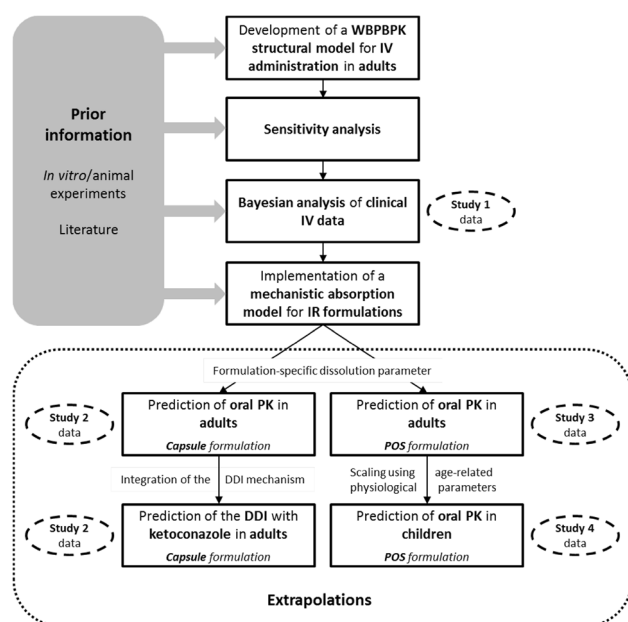 Development of a WBPBPK
structural model for IV
administration in adults
Prior
information
In vitro/animal
experiments
Literature
Sensitivity analysis
Bayesian analysis of clinical
IV data
Study 1
data
Implementation of a
mechanistic absorption
model for IR formulations
Formulation-specific dissolution parameter
Study 2
data
Prediction of oral PK in
adults
Capsule formulation
Prediction of oral PK in
adults
POS formulation
Study 3
data
Integration of the DDI mechanism
Scaling using age-related
physiological parameters
Study 2
data
Prediction of the DDI with
ketoconazole in adults
Capsule formulation
Prediction of oral PK in
children
POS formulation
Study 4
data
Extrapolations